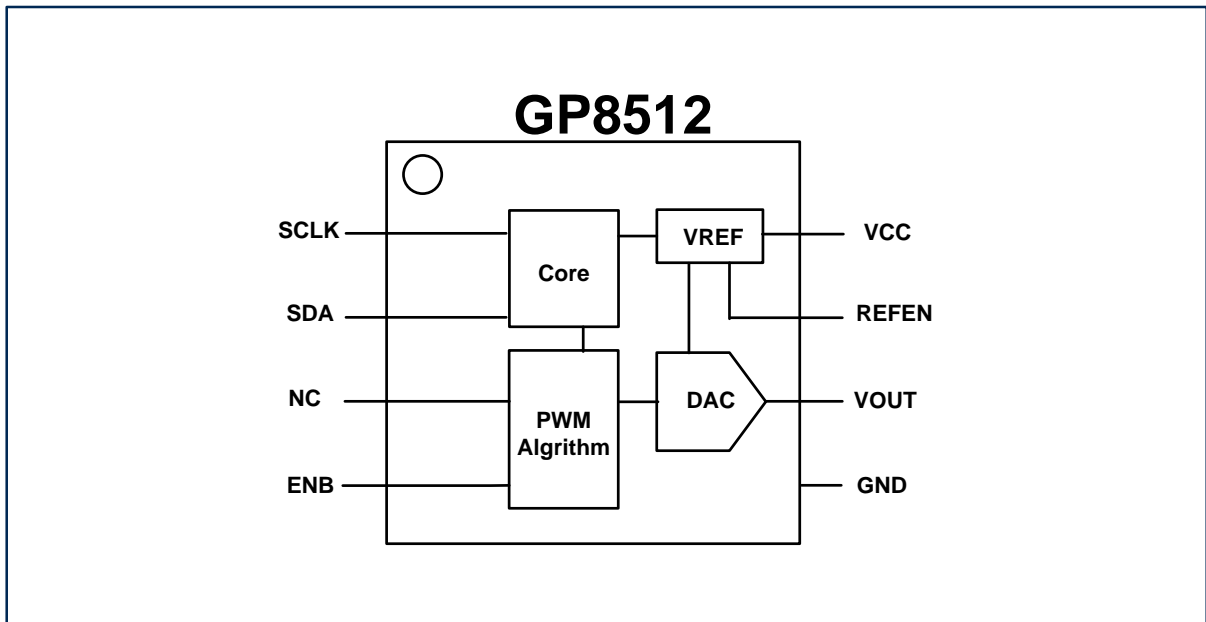 GP8512
SCLK
SDA
NC
ENB
Core
PWM
Algrithm
VREF
DAC
VCC
REFEN
VOUT
GND